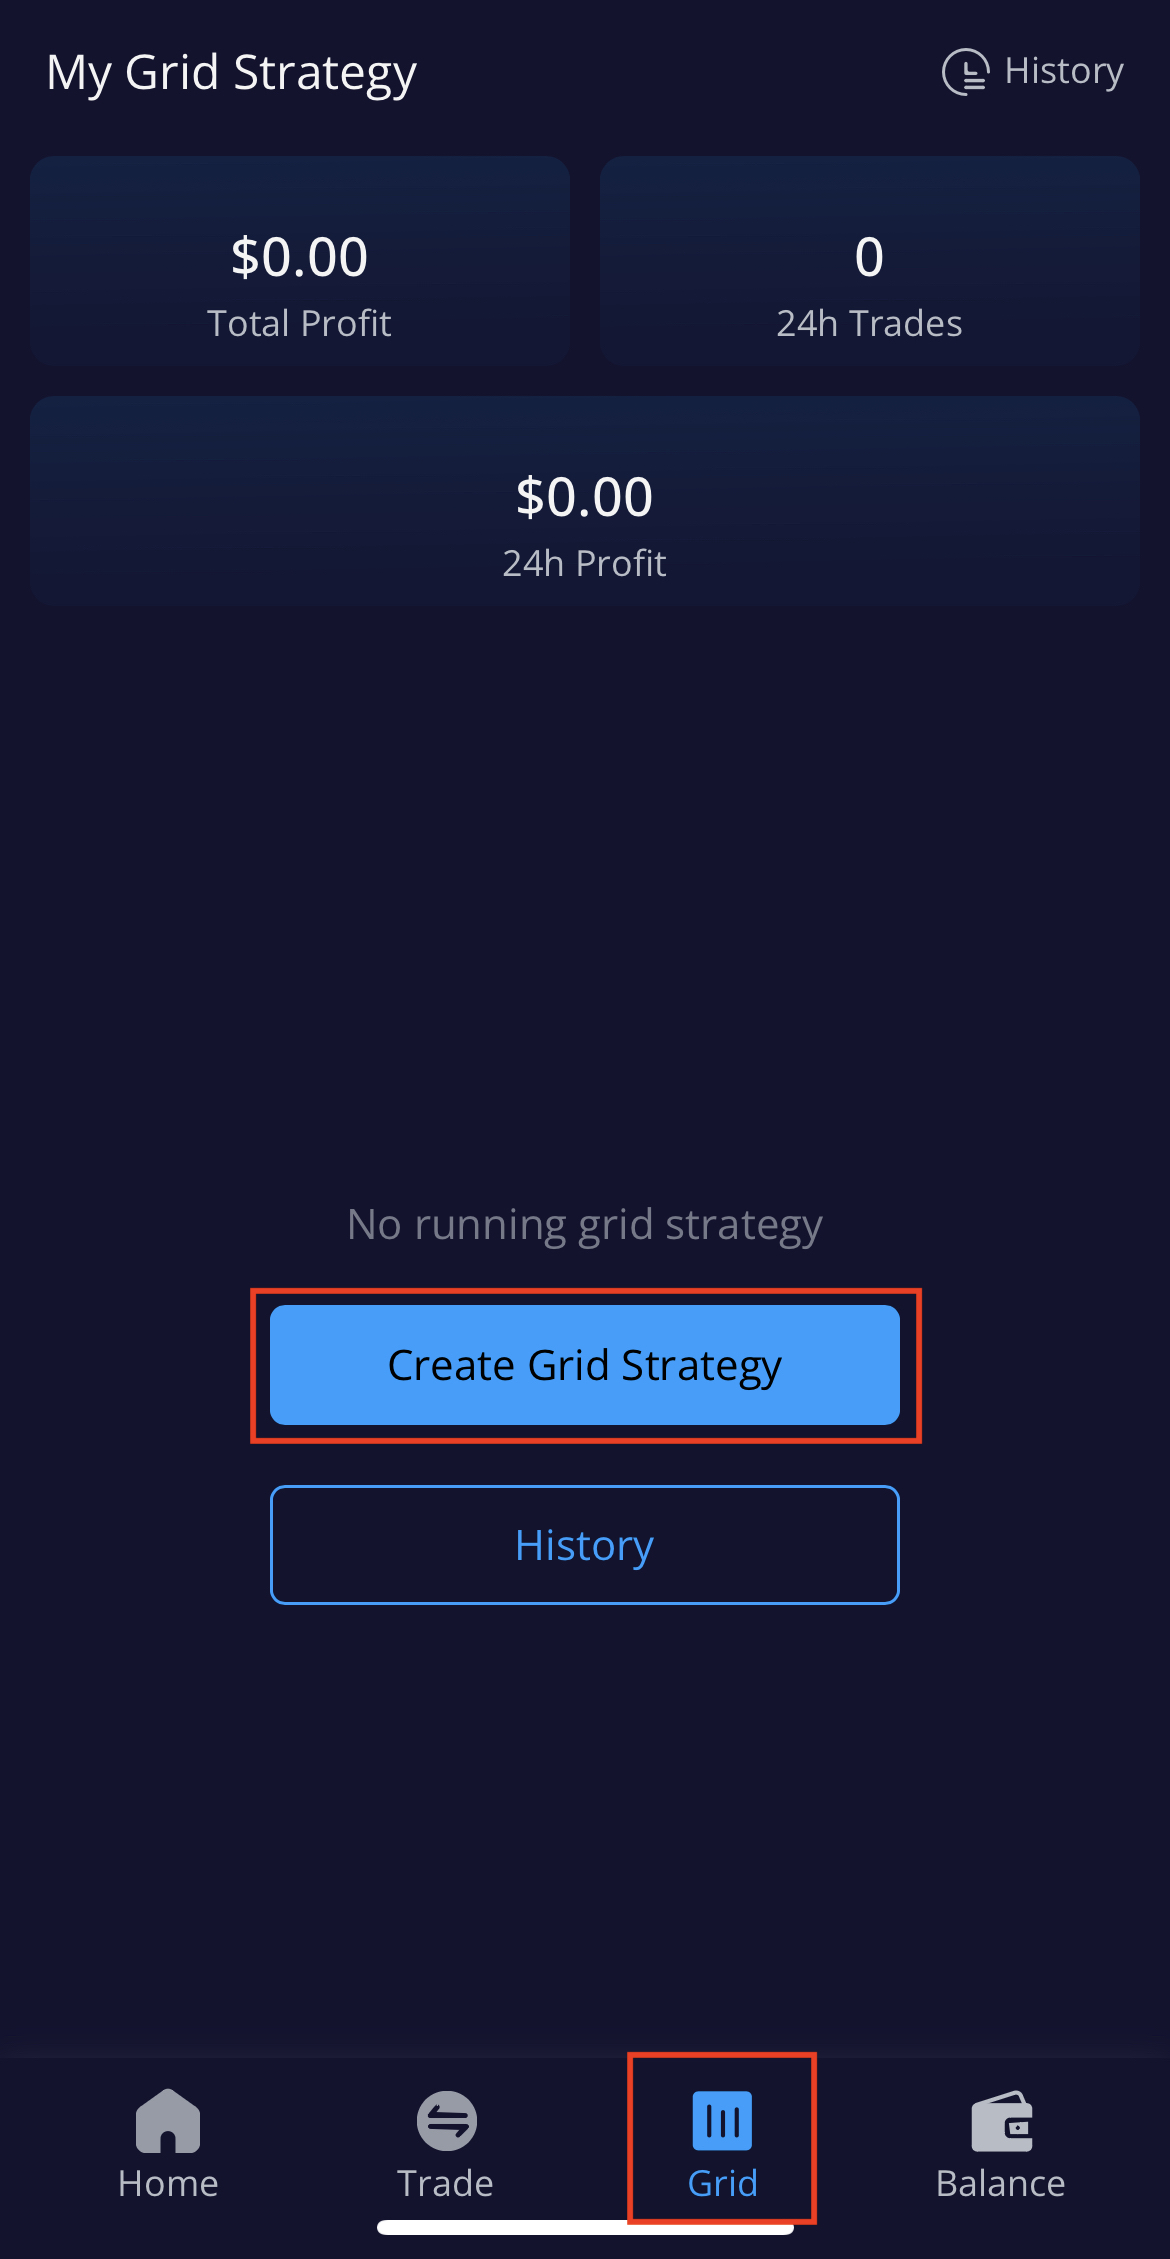 My Grid Strategy
History
$0.00
Total Profit
0
24h Trades
$0.00
24h Profit
No running grid strategy
Create Grid Strategy
History
Home
Trade
Grid
Balance